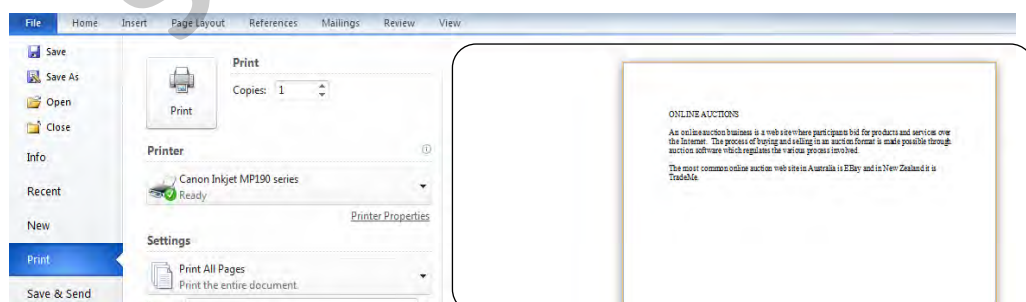 File Home Insert Page Layout References Mailings Review View
Save
Save As
Open
Close
Info
Recent
New
Print
Save & Send
Print
Copies: 1
Print
Printer
Canon Inkjet MP190 series
Ready
Printer Properties
Settings
Print All Pages
Print the entire document
ONLINE AUCTIONS
An online auction business is a web site where participants bid for products and services over
the Internet. The process of buying and selling in an auction format is made possible through
auction software which regulates the various process involved.
The most common online auction web site in Australia is EBay and in New Zealand it is
TradeMe.